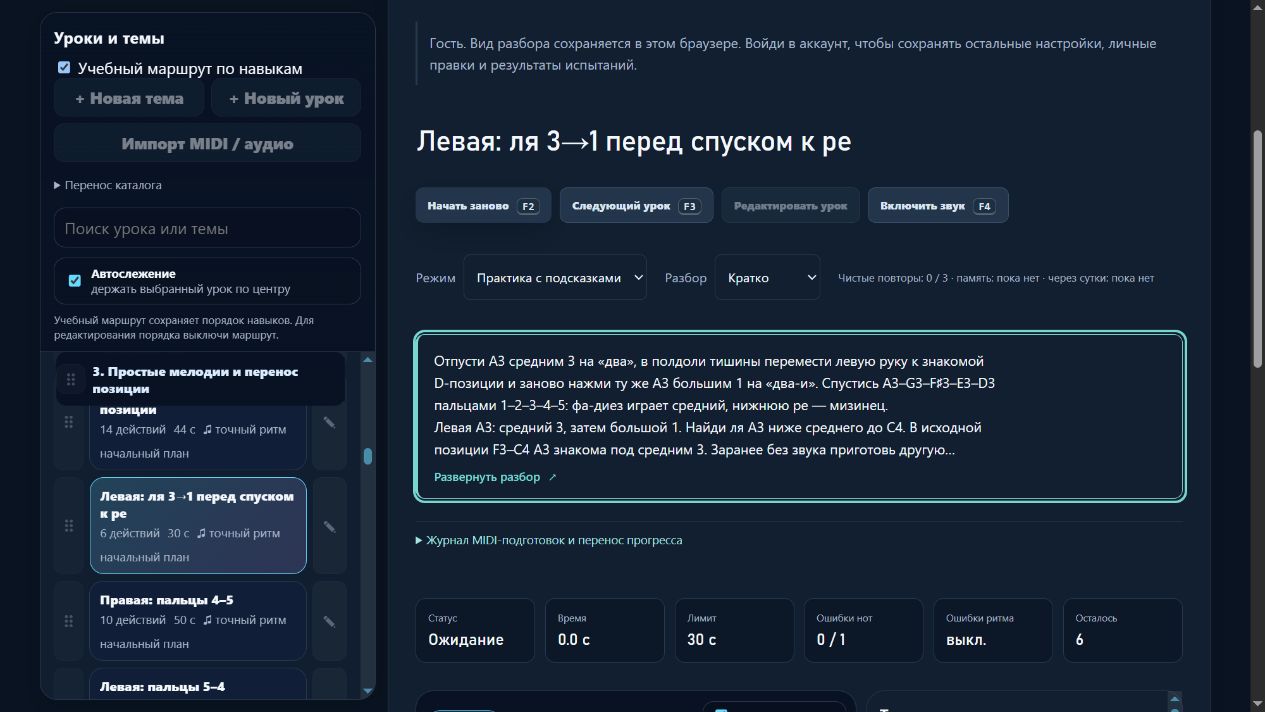 Уроки и темы
Учебный маршрут по навыкам
+ Новая тема
+ Новый урок
Импорт MIDI / аудио
Перенос каталога
Поиск урока или темы
Автослежение
держать выбранный урок по центру
Учебный маршрут сохраняет порядок навыков. Для
редактирования порядка выключи маршрут.
3. Простые мелодии и перенос
позиции
позиции
14 действий 44 с ♫ точный ритм
начальный план
Левая: ля 3→1 перед спуском
к ре
6 действий 30 с ♫ точный ритм
начальный план
Правая: пальцы 4–5
10 действий 50 с ♫ точный ритм
начальный план
Левая: пальцы 5–4
Гость. Вид разбора сохраняется в этом браузере. Войди в аккаунт, чтобы сохранять остальные настройки, личные
правки и результаты испытаний.
Левая: ля 3→1 перед спуском к ре
Начать заново F2
Следующий урок F3
Редактировать урок
Включить звук F4
Режим Практика с подсказками Разбор Кратко Чистые повторы: 0 / 3 · память: пока нет · через сутки: пока нет
Отпусти A3 средним 3 на «два», в полдоли тишины перемести левую руку к знакомой
D-позиции и заново нажми ту же A3 большим 1 на «два-и». Спустись A3–G3–F♯3–E3–D3
пальцами 1–2–3–4–5: фа-диез играет средний, нижнюю ре — мизинец.
Левая A3: средний 3, затем большой 1. Найди ля A3 ниже среднего до C4. В исходной
позиции F3–C4 A3 знакома под средним 3. Заранее без звука приготовь другую...
Развернуть разбор ↗
Журнал MIDI-подготовок и перенос прогресса
Статус
Ожидание
Время
0.0 с
Лимит
30 с
Ошибки нот
0 / 1
Ошибки ритма
выкл.
Осталось
6